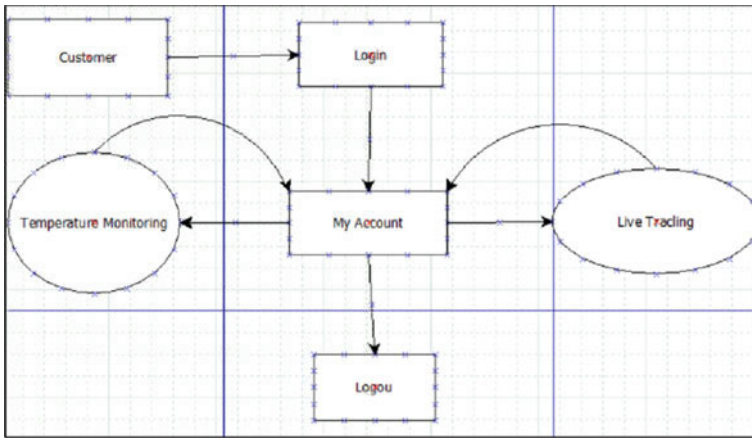 Customer
Login
Temperature Monitoring
My Account
Live Tracling
Logou